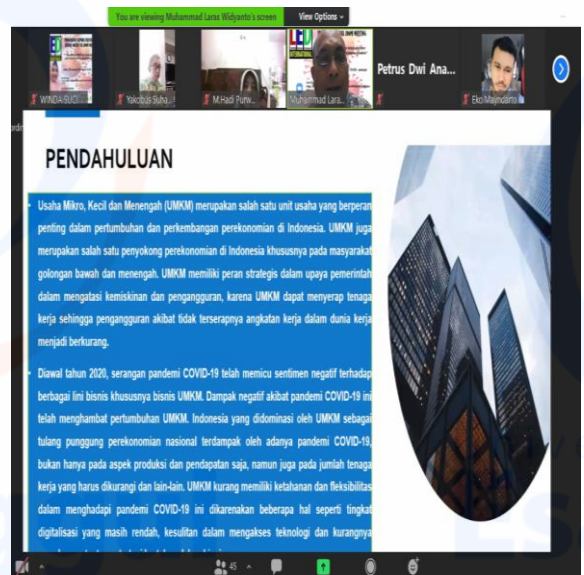 You are viewing Muhammad Laras Widyanto's screen
View Options
WINDA SUCI
Yakobus Suha...
M.Hadi Purw...
Muhammad Lara...
Petrus Dwi Ana...
Eko Mayndarto
PENDAHULUAN
• Usaha Mikro, Kecil dan Menengah (UMKM) merupakan salah satu unit usaha yang berperan
penting dalam pertumbuhan dan perkembangan perekonomian di Indonesia. UMKM juga
merupakan salah satu penyokong perekonomian di Indonesia khususnya pada masyarakat
golongan bawah dan menengah. UMKM memiliki peran strategis dalam upaya pemerintah
dalam mengatasi kemiskinan dan pengangguran, karena UMKM dapat menyerap tenaga
kerja sehingga pengangguran akibat tidak terserapnya angkatan kerja dalam dunia kerja
menjadi berkurang.
• Diawal tahun 2020, serangan pandemi COVID-19 telah memicu sentimen negatif terhadap
berbagai lini bisnis khususnya bisnis UMKM. Dampak negatif akibat pandemi COVID-19 ini
telah menghambat pertumbuhan UMKM. Indonesia yang didominasi oleh UMKM sebagai
tulang punggung perekonomian nasional terdampak oleh adanya pandemi COVID-19,
bukan hanya pada aspek produksi dan pendapatan saja, namun juga pada jumlah tenaga
kerja yang harus dikurangi dan lain-lain. UMKM kurang memiliki ketahanan dan fleksibilitas
dalam menghadapi pandemi COVID-19 ini dikarenakan beberapa hal seperti tingkat
digitalisasi yang masih rendah, kesulitan dalam mengakses teknologi dan kurangnya
45